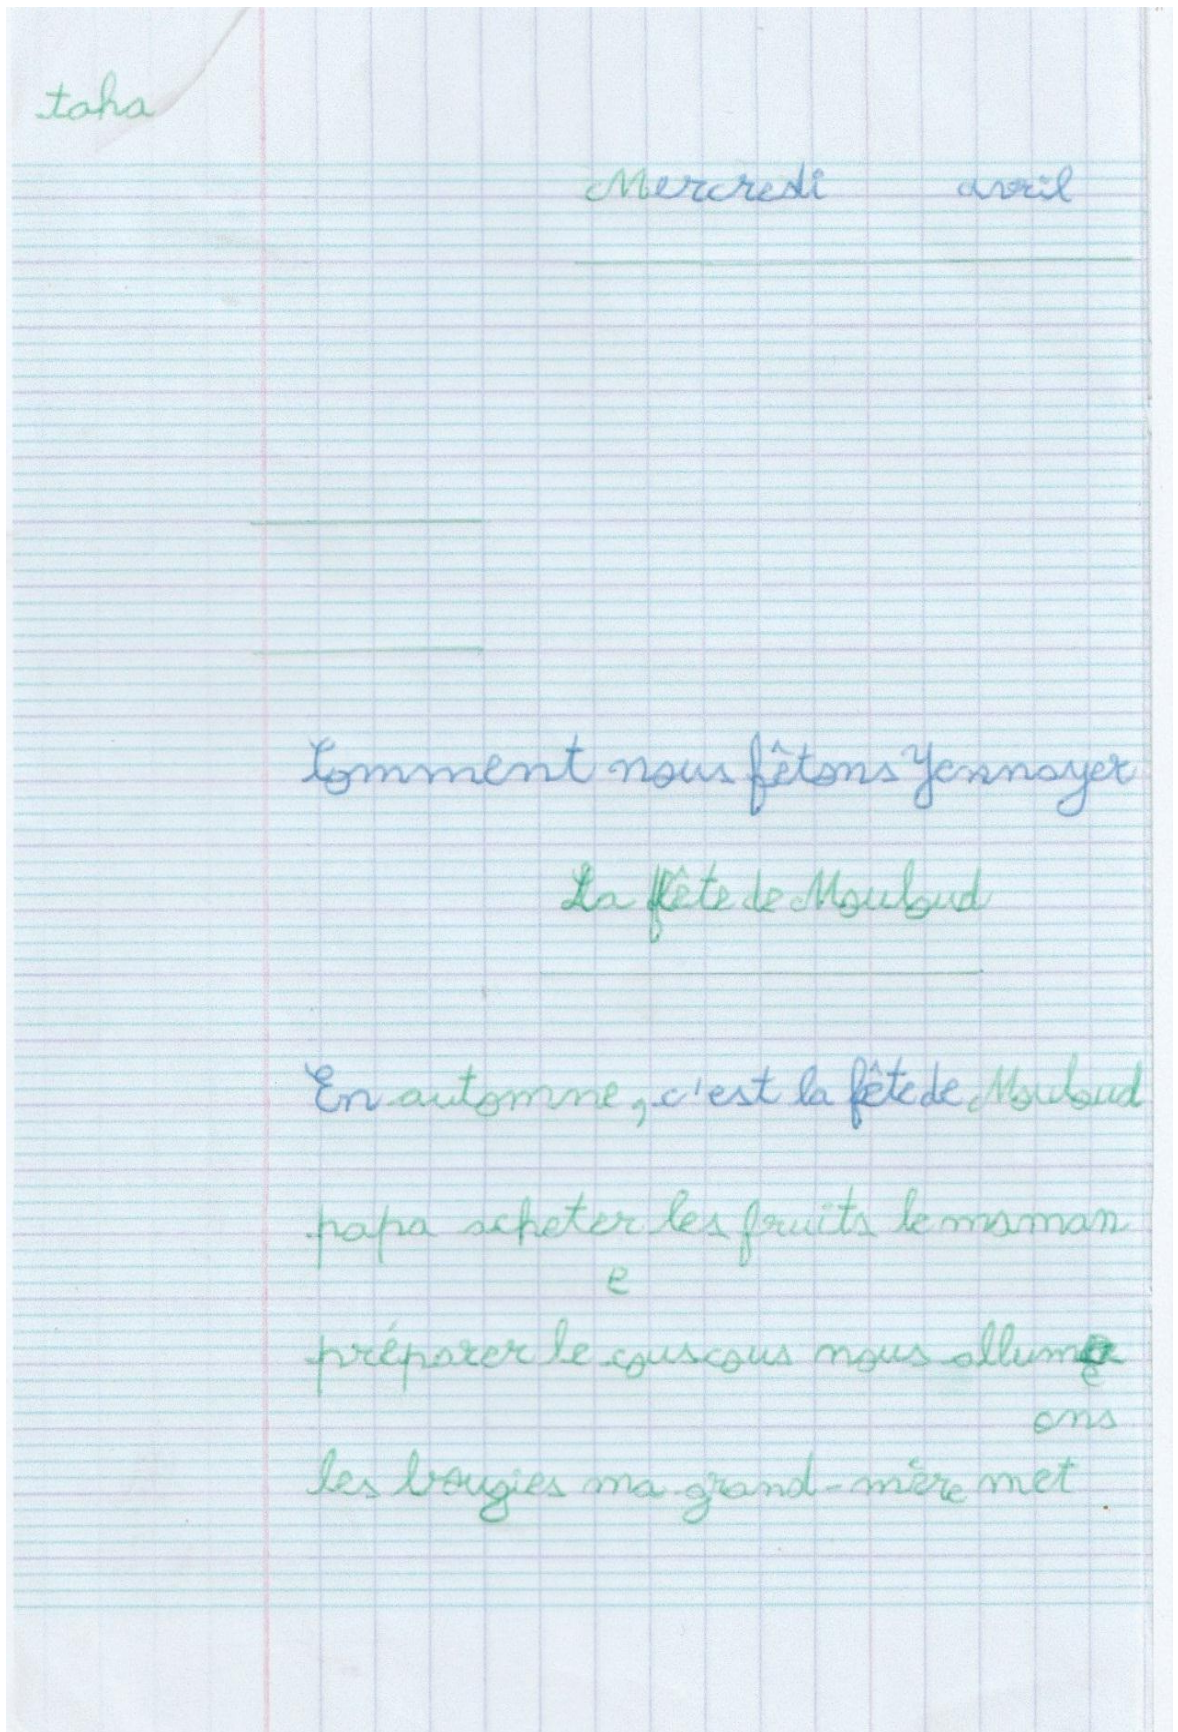 taha
Mercredi avril
Comment nous fêtons Yennayer
La fête de Mouloud
En automne, c'est la fête de Mouloud
papa acheter les fruits le maman
e
préparer le couscous nous allume
ons
les bougies ma grand-mère met